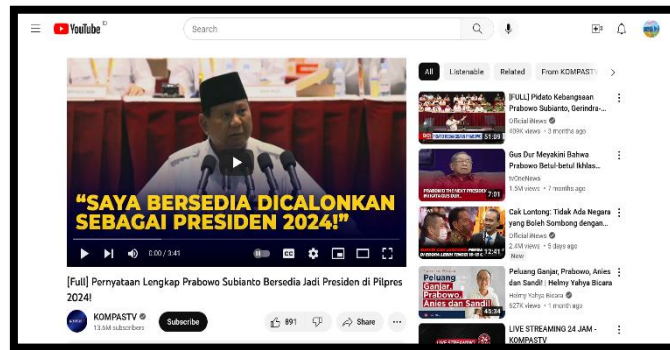 YouTube ID
Search
"SAYA BERSEDIA DICALONKAN
SEBAGAI PRESIDEN 2024!"
0:00 / 3:41
[Full] Pernyataan Lengkap Prabowo Subianto Bersedia Jadi Presiden di Pilpres
2024!
KOMPASTV
13.6M subscribers
Subscribe
891
Share
All
Listenable
Related
From KOMPASTV
[FULL] Pidato Kebangsaan
Prabowo Subianto, Gerindra-...
Official iNews
409K views • 3 months ago
51:09
Gus Dur Meyakini Bahwa
Prabowo Betul-betul Ikhlas...
tvOneNews
1.5M views • 7 months ago
7:01
Cak Lontong: Tidak Ada Negara
yang Boleh Sombong dengan...
Official iNews
2.4M views • 5 days ago
New
12:41
Peluang
Ganjar,
Prabowo,
Anies
dan Sandi!
45:34
Peluang Ganjar, Prabowo, Anies
dan Sandi! | Helmy Yahya Bicara
Helmy Yahya Bicara
627K views • 1 month ago
LIVE STREAMING 24 JAM -
KOMPASTV
LIVE STREAMING
24